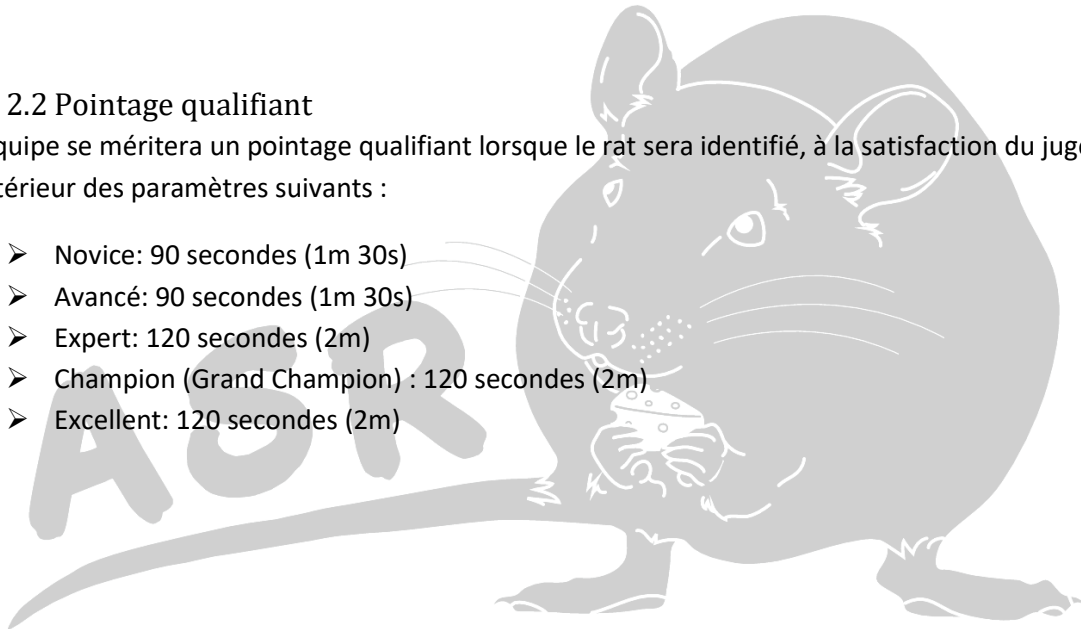 2.2 Pointage qualifiant
quipe se méritera un pointage qualifiant lorsque le rat sera identifié, à la satisfaction du juge
térieur des paramètres suivants :
➢ Novice: 90 secondes (1m 30s)
➢ Avancé: 90 secondes (1m 30s)
➢ Expert: 120 secondes (2m)
➢ Champion (Grand Champion) : 120 secondes (2m)
➢ Excellent: 120 secondes (2m)
ASR